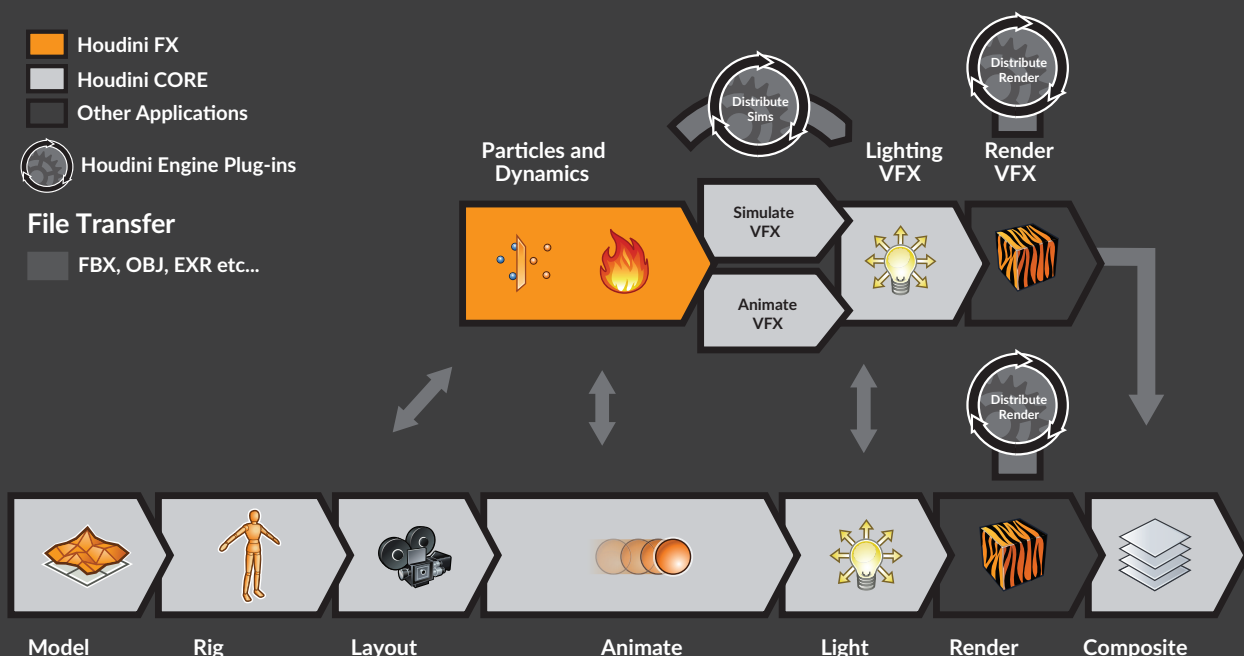 Houdini FX
Houdini CORE
Other Applications
Houdini Engine Plug-ins
File Transfer
FBX, OBJ, EXR etc...
Distribute
Sims
Distribute
Render
Particles and
Dynamics
Lighting
VFX
Render
VFX
Simulate
VFX
Animate
VFX
Distribute
Render
Model
Rig
Layout
Animate
Light
Render
Composite